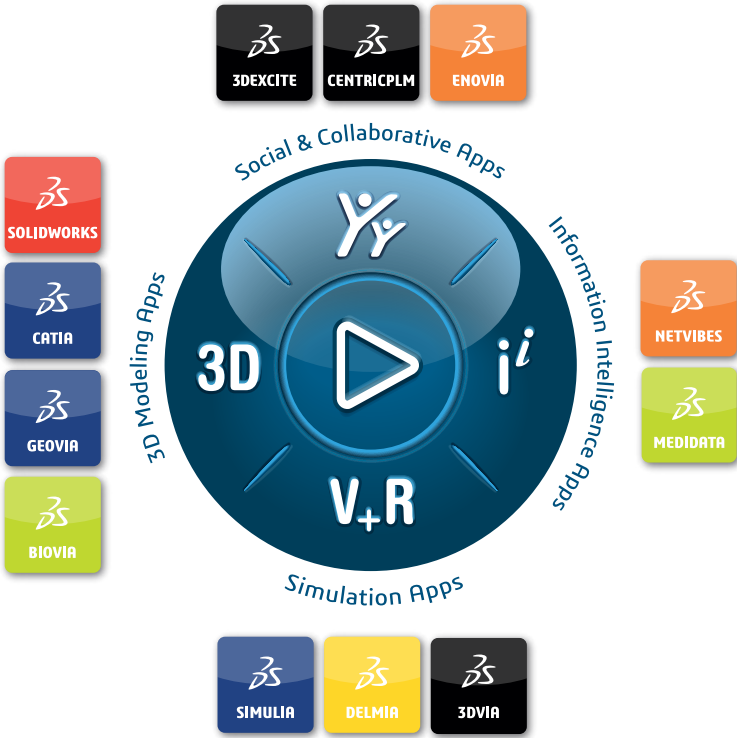 3DEXCITE
CENTRICPLM
ENOVIA
Social & Collaborative Apps
SOLIDWORKS
CATIA
GEOVIA
BIOVIA
3D Modeling Apps
3D
i i
V+R
Information Intelligence Apps
NETVIBES
MEDIDATA
Simulation Apps
SIMULIA
DELMIA
3DVIA